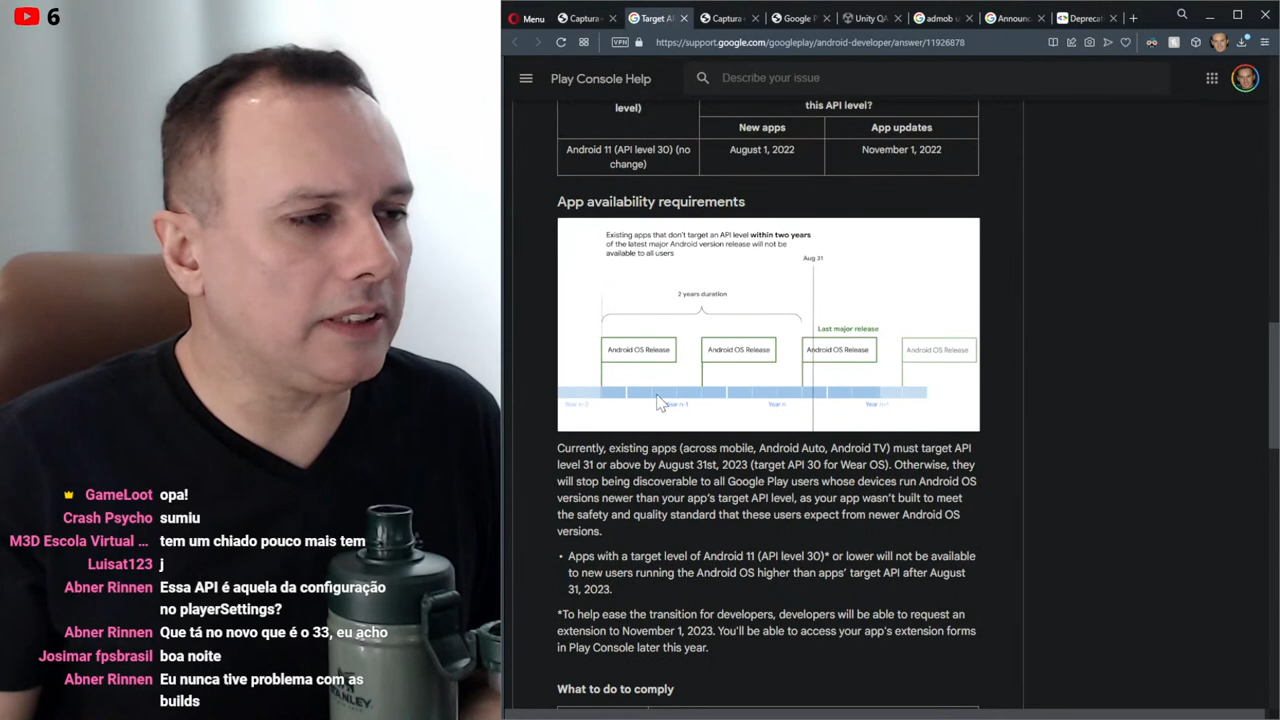 6
GameLoot opa!
Crash Psycho sumiu
M3D Escola Virtual ... tem um chiado pouco mais tem
Luisat123 j
Abner Rinnen Essa API é aquela da configuração
no playerSettings?
Abner Rinnen Que tá no novo que é o 33, eu acho
Josimar fpsbrasil boa noite
Abner Rinnen Eu nunca tive problema com as
builds
STANLEY
Menu Captura Target A Captura Google P Unity QA admob u Announc Deprecat
VPN https://support.google.com/googleplay/android-developer/answer/11926878
Play Console Help Describe your issue
level) this API level?
New apps App updates
Android 11 (API level 30) (no
change) August 1, 2022 November 1, 2022
App availability requirements
Existing apps that don't target an API level within two years
of the latest major Android version release will not be
available to all users
Aug 31
2 years duration
Last major release
Android OS Release Android OS Release Android OS Release Android OS Release
Year n-2 Year n-1 Year n Year n+1
Currently, existing apps (across mobile, Android Auto, Android TV) must target API
level 31 or above by August 31st, 2023 (target API 30 for Wear OS). Otherwise, they
will stop being discoverable to all Google Play users whose devices run Android OS
versions newer than your app's target API level, as your app wasn't built to meet
the safety and quality standard that these users expect from newer Android OS
versions.
• Apps with a target level of Android 11 (API level 30)* or lower will not be available
to new users running the Android OS higher than apps' target API after August
31, 2023.
*To help ease the transition for developers, developers will be able to request an
extension to November 1, 2023. You'll be able to access your app's extension forms
in Play Console later this year.
What to do to comply